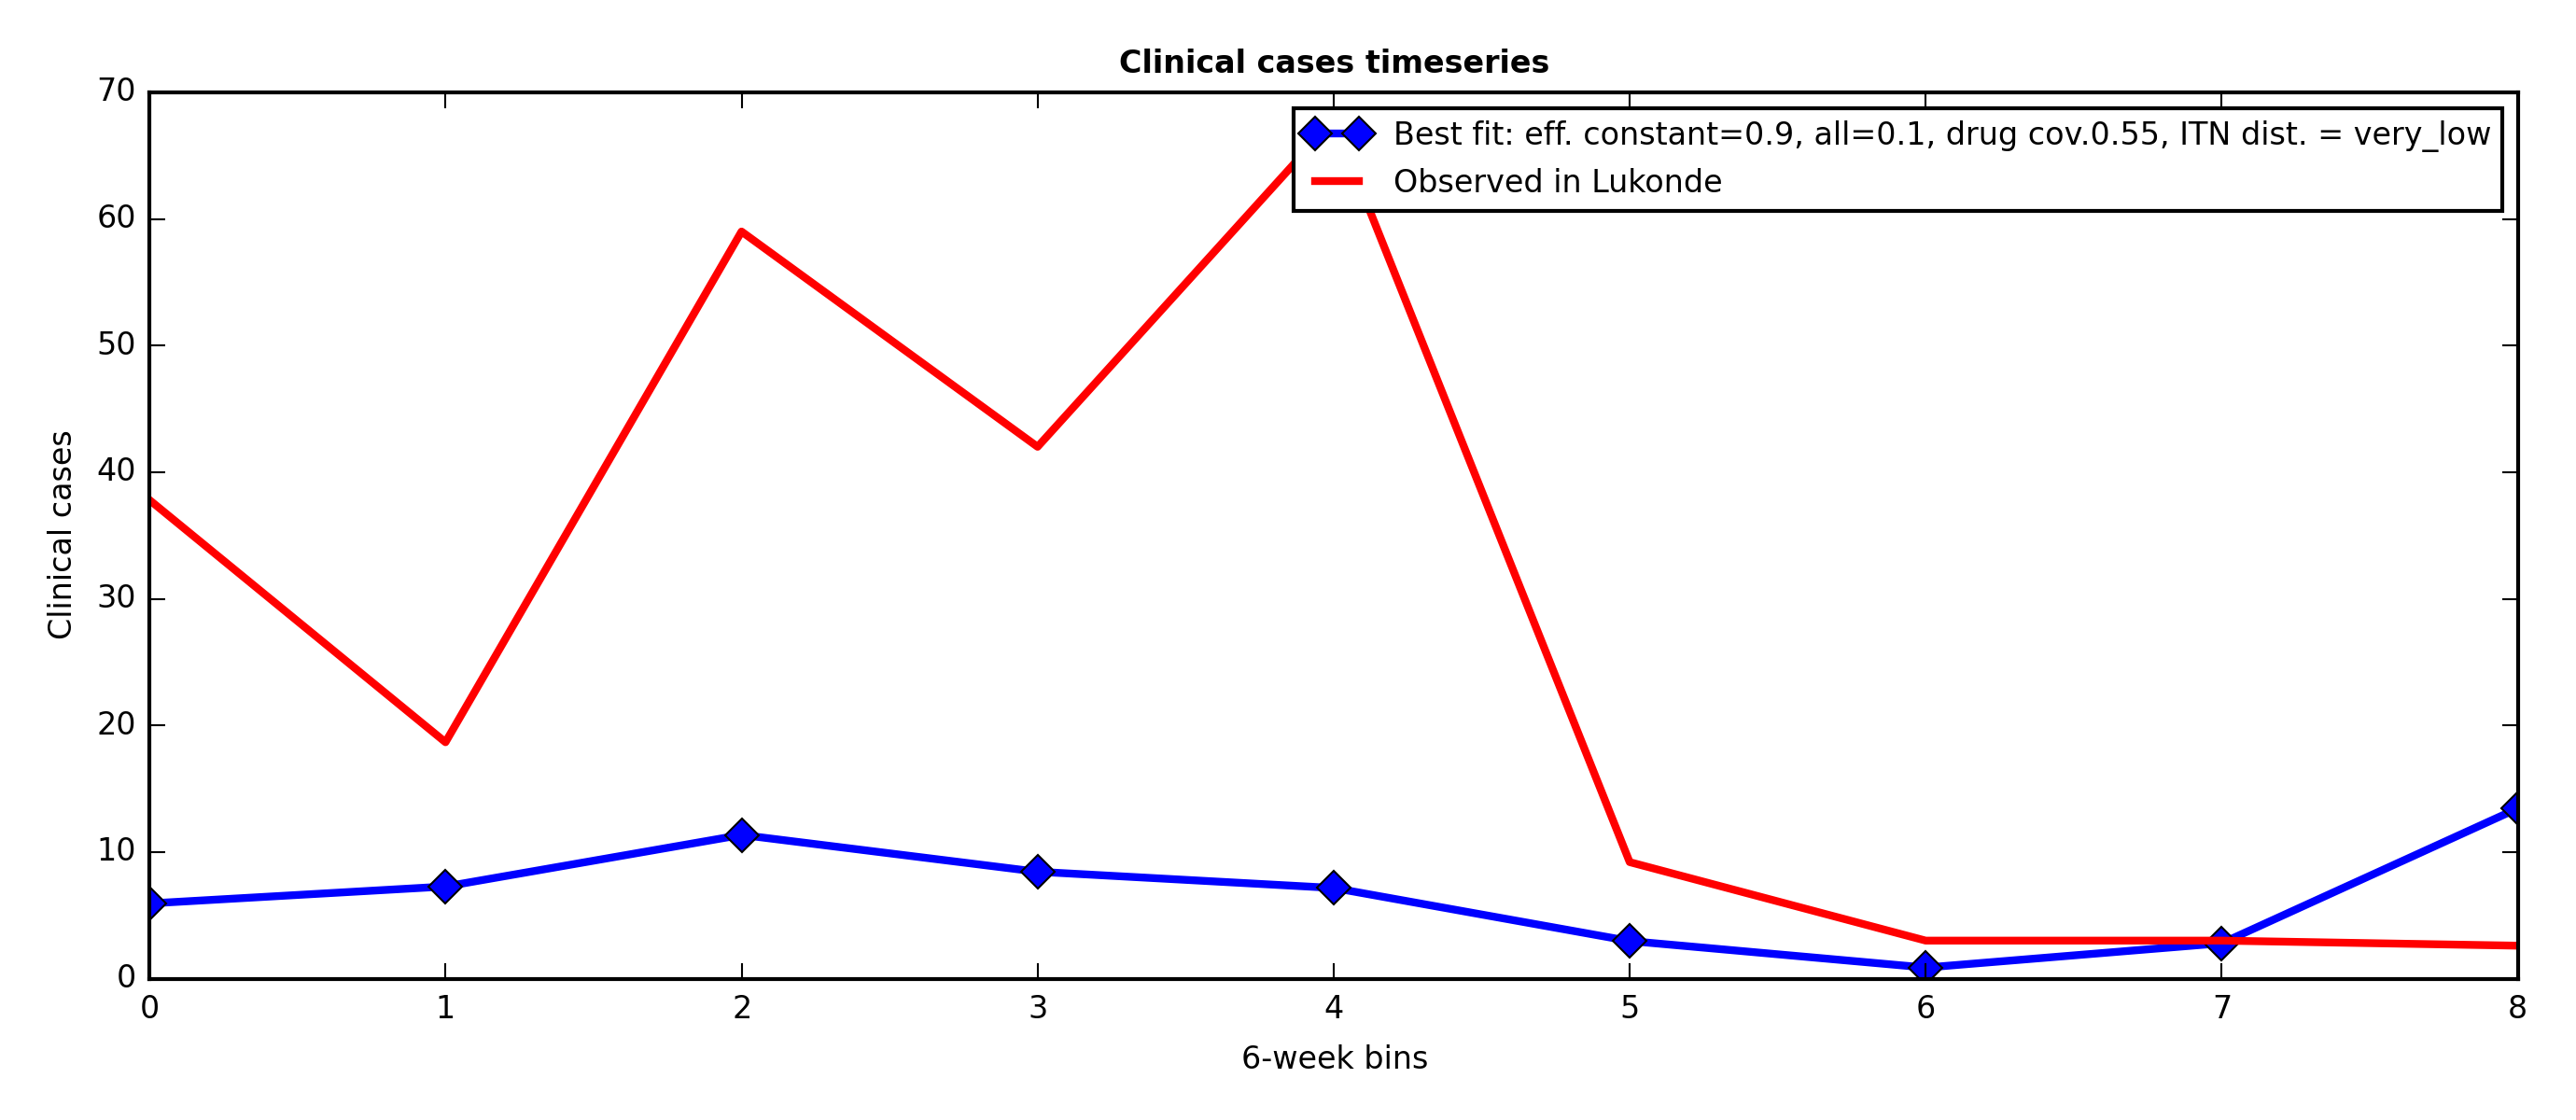 Clinical cases timeseries
70
60
50
40
30
20
10
0
Clinical cases
Best fit: eff. constant=0.9, all=0.1, drug cov.0.55, ITN dist. = very_low
Observed in Lukonde
0 1 2 3 4 5 6 7 8
6-week bins